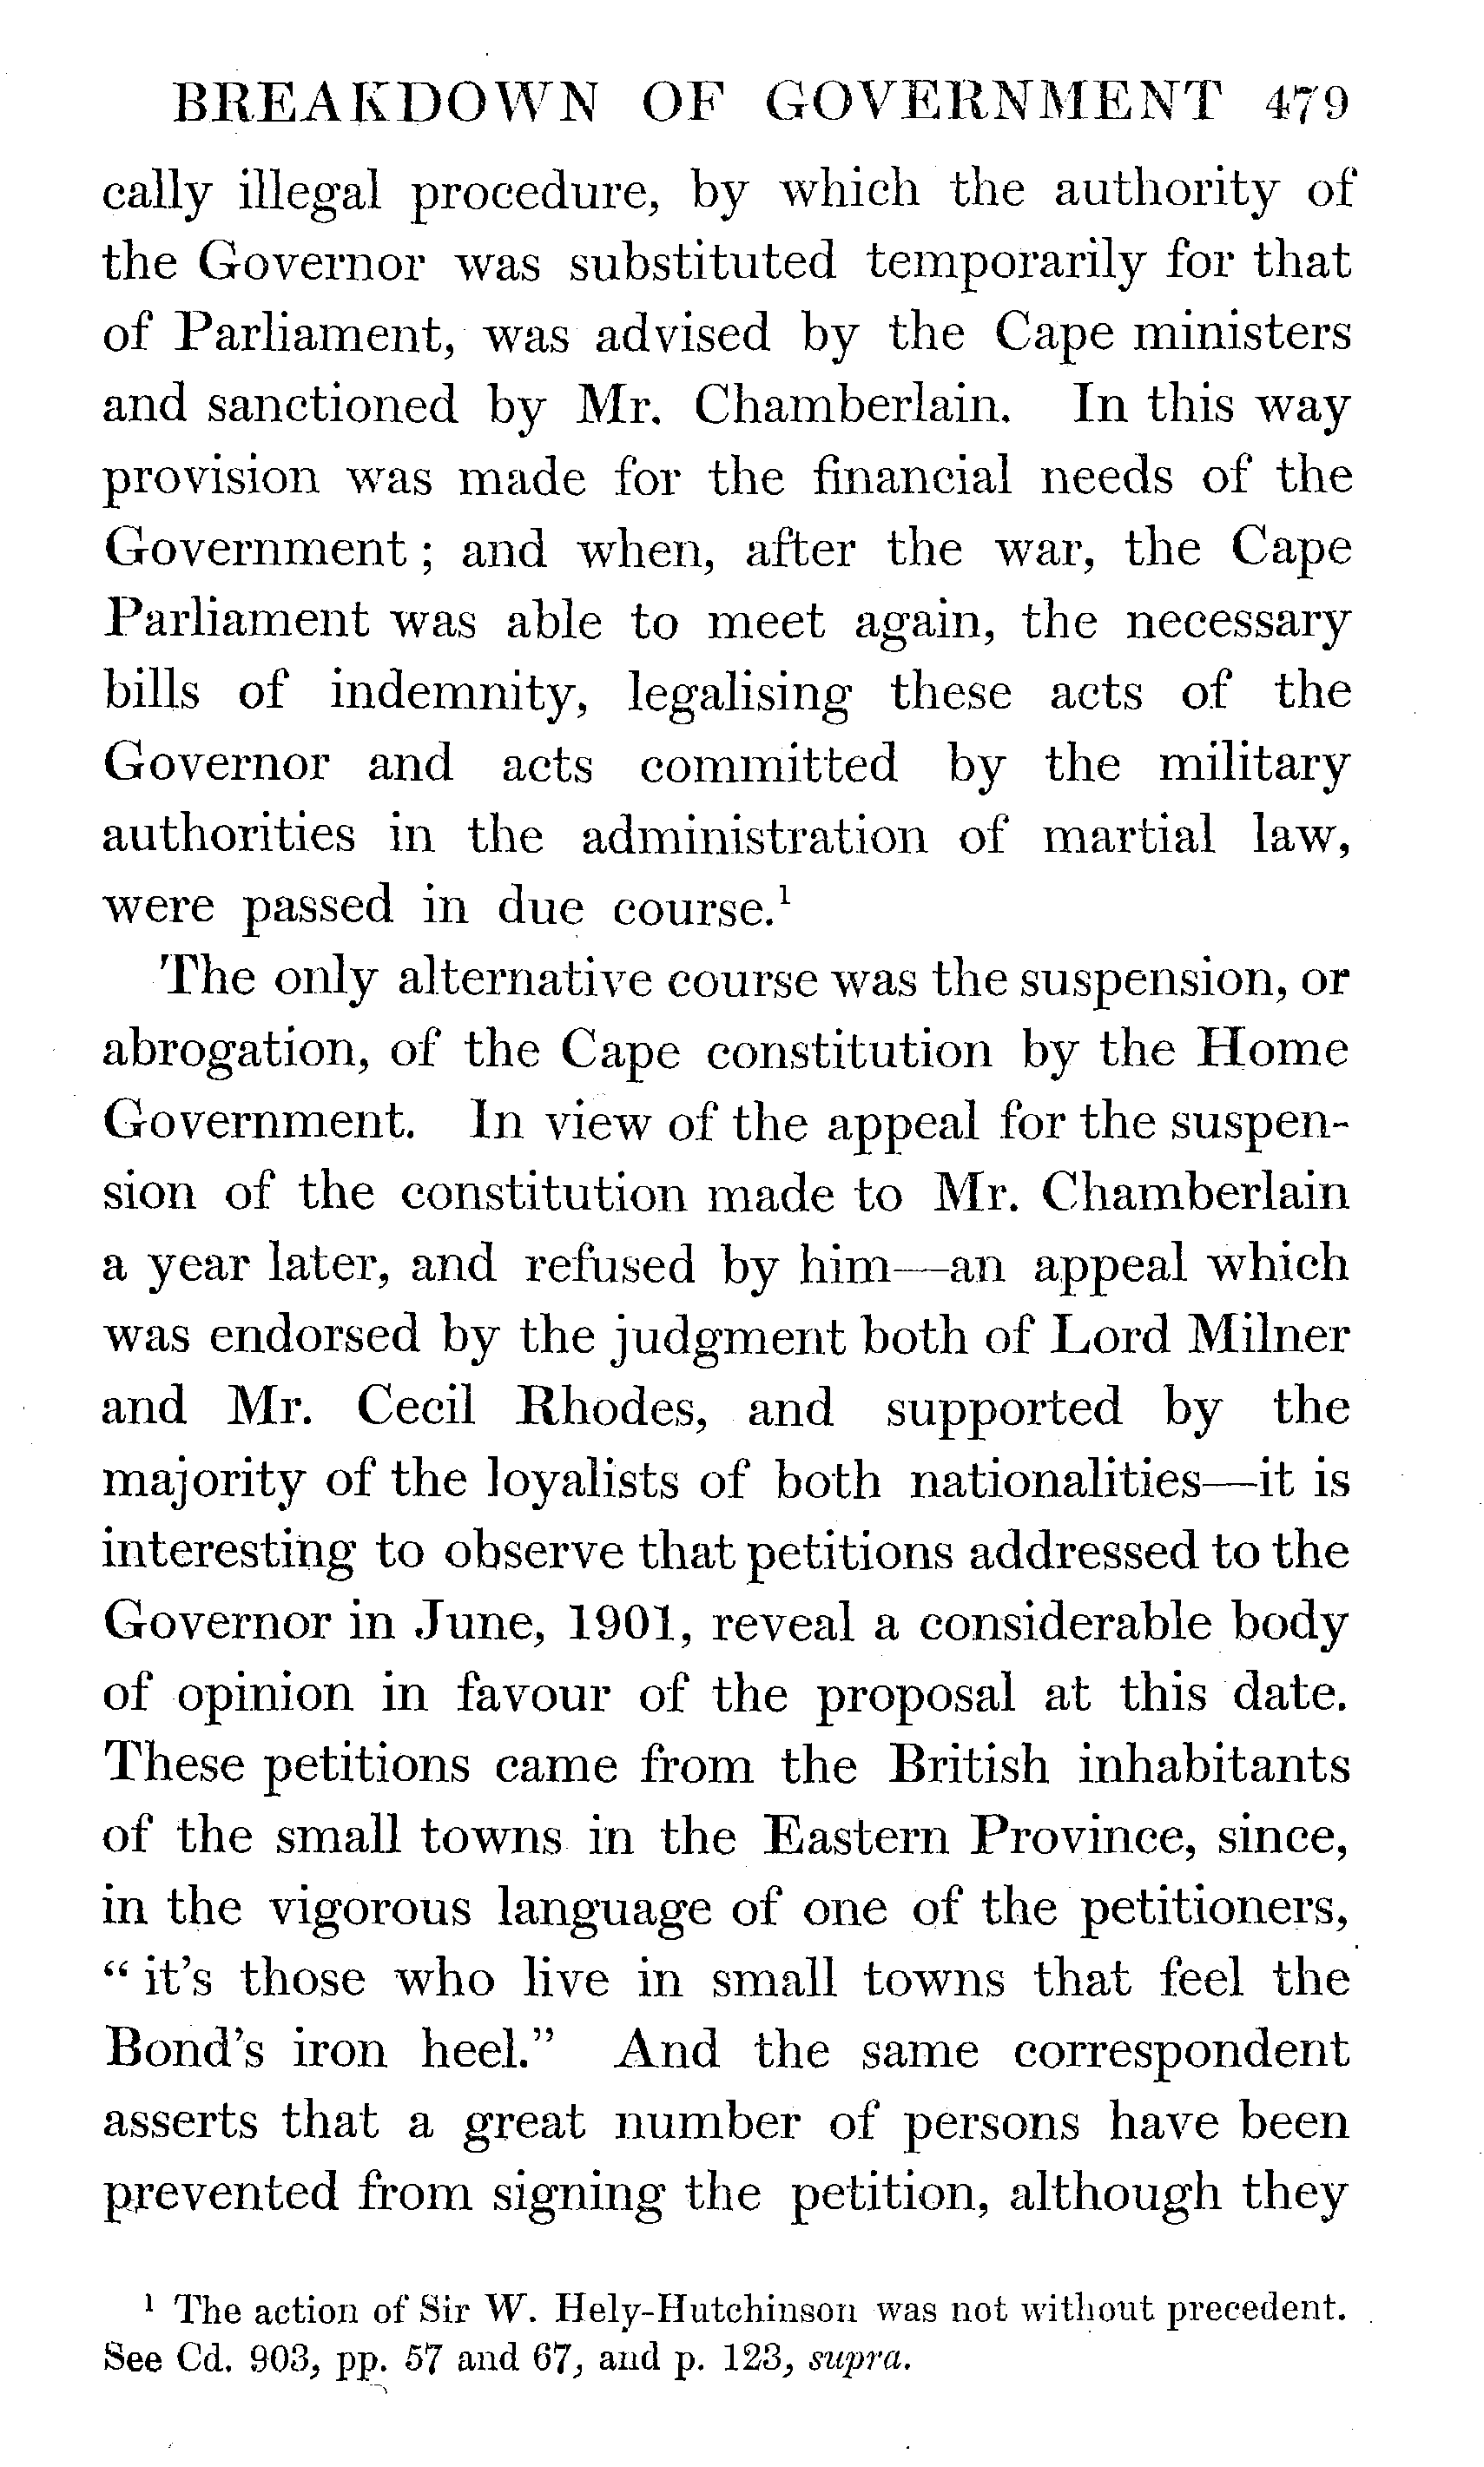 BREAKDOWN OF GOVERNMENT 479
cally illegal procedure, by which the authority of
the Governor was substituted temporarily for that
of Parliament, was advised by the Cape ministers
and sanctioned by Mr. Chamberlain. In this way
provision was made for the financial needs of the
Government ; and when, after the war, the Cape
Parliament was able to meet again, the necessary
bills of indemnity, legalising these acts of the
Governor and acts committed by the military
authorities in the administration of martial law,
were passed in due course.¹
The only alternative course was the suspension, or
abrogation, of the Cape constitution by the Home
Government. In view of the appeal for the suspen-
sion of the constitution made to Mr. Chamberlain
a year later, and refused by him—an appeal which
was endorsed by the judgment both of Lord Milner
and Mr. Cecil Rhodes, and supported by the
majority of the loyalists of both nationalities—it is
interesting to observe that petitions addressed to the
Governor in June, 1901, reveal a considerable body
of opinion in favour of the proposal at this date.
These petitions came from the British inhabitants
of the small towns in the Eastern Province, since,
in the vigorous language of one of the petitioners,
“ it's those who live in small towns that feel the
Bond's iron heel.” And the same correspondent
asserts that a great number of persons have been
prevented from signing the petition, although they
¹ The action of Sir W. Hely-Hutchinson was not without precedent.
See Cd. 903, pp. 57 and 67, and p. 123, supra.